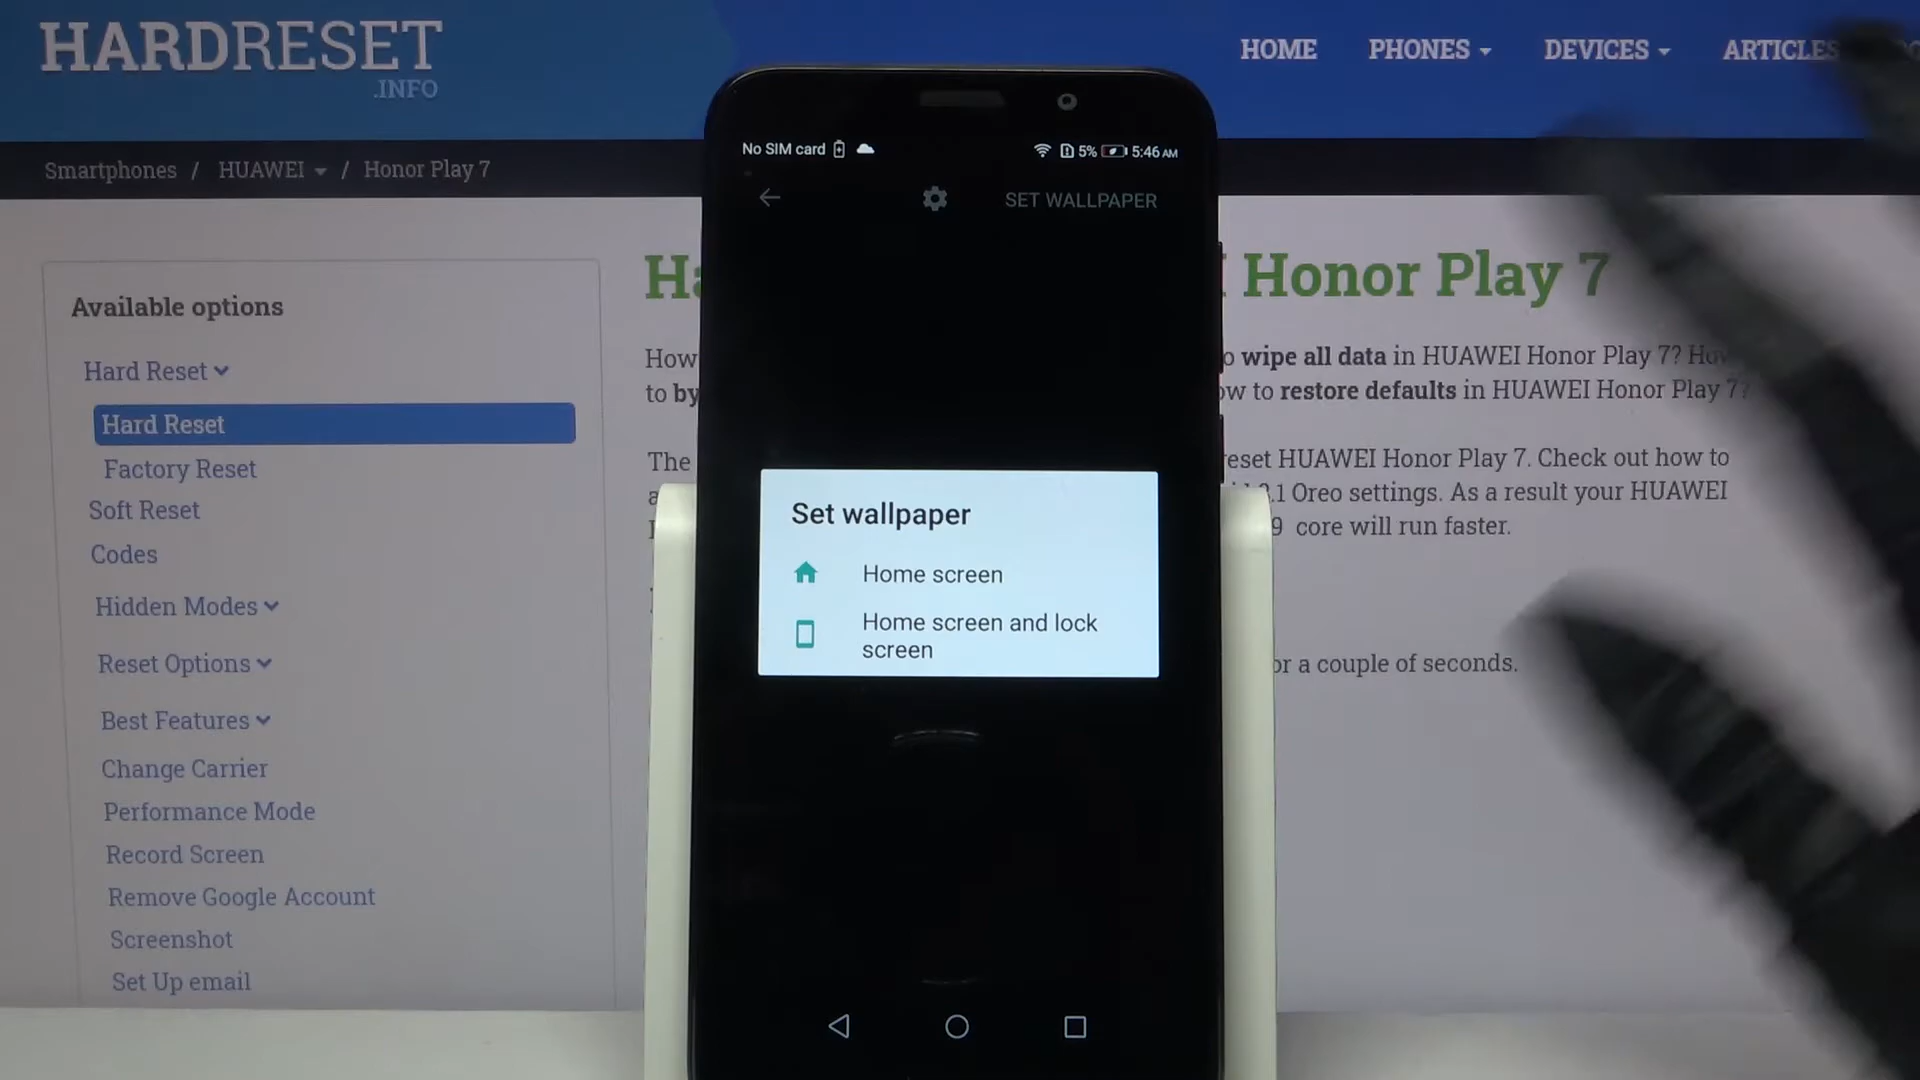 HARDRESET
.INFO
HOME PHONES DEVICES ARTICLES
Smartphones / HUAWEI / Honor Play 7
No SIM card 5% 5:46 AM
SET WALLPAPER
Set wallpaper
Home screen
Home screen and lock
screen
Available options
Hard Reset
Hard Reset
Factory Reset
Soft Reset
Codes
Hidden Modes
Reset Options
Best Features
Change Carrier
Performance Mode
Record Screen
Remove Google Account
Screenshot
Set Up email
Honor Play 7
How wipe all data in HUAWEI Honor Play 7? How
to restore defaults in HUAWEI Honor Play 7?
The reset HUAWEI Honor Play 7. Check out how to
.1 Oreo settings. As a result your HUAWEI
9 core will run faster.
or a couple of seconds.